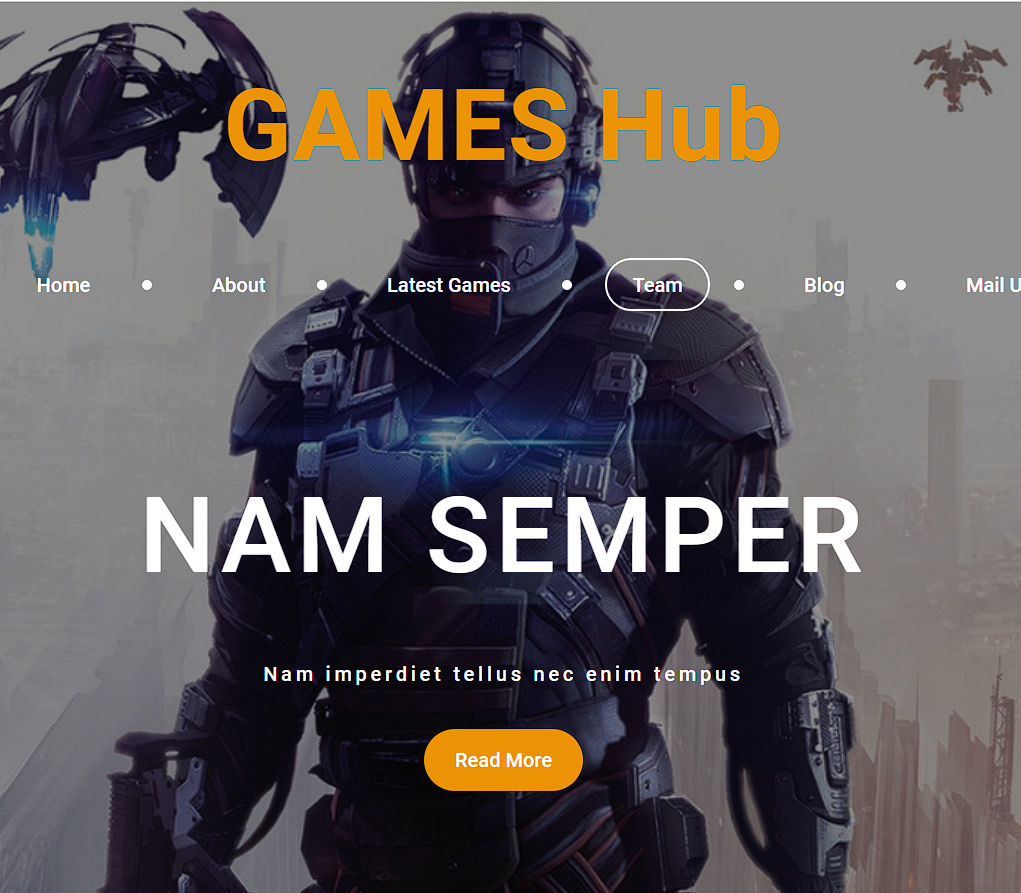 GAMES Hub
Home About Latest Games Team Blog Mail U
NAM SEMPER
Nam imperdiet tellus nec enim tempus
Read More